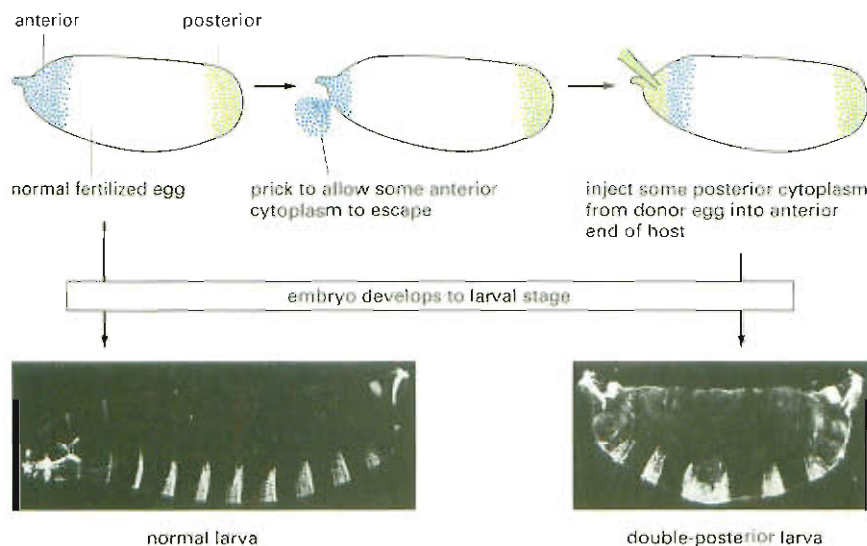 anterior
posterior
normal fertilized egg
prick to allow some anterior
cytoplasm to escape
inject some posterior cytoplasm
from donor egg into anterior
end of host
embryo develops to larval stage
normal larva
double-posterior larva